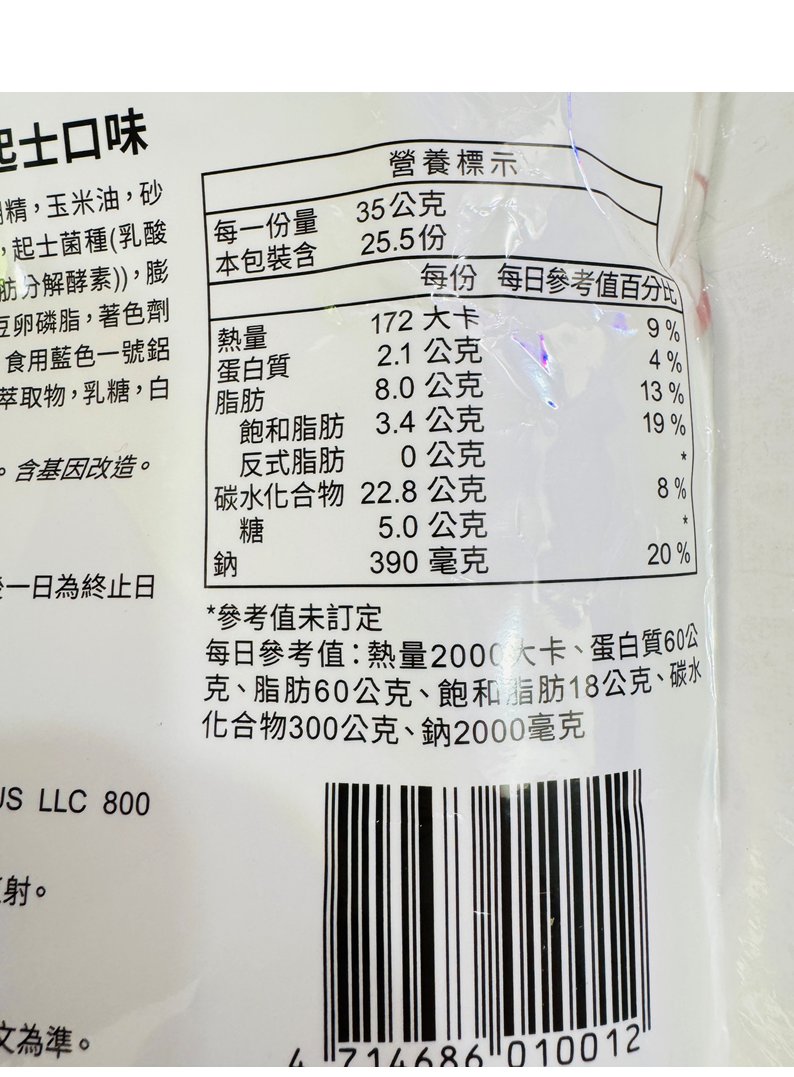 起士口味
精，玉米油，砂
，起士菌種(乳酸
肪分解酵素))，膨
豆卵磷脂，著色劑
食用藍色一號鋁
萃取物，乳糖，白
。含基因改造。
一日為終止日
US LLC 800
射。
文為準。
營養標示
每一份量 35公克
本包裝含 25.5份
每份 每日參考值百分比
熱量 172 大卡 9 %
蛋白質 2.1 公克 4 %
脂肪 8.0 公克 13 %
飽和脂肪 3.4 公克 19 %
反式脂肪 0 公克 *
碳水化合物 22.8 公克 8 %
糖 5.0 公克 *
鈉 390 毫克 20 %
*參考值未訂定
每日參考值：熱量2000大卡、蛋白質60公
克、脂肪60公克、飽和脂肪18公克、碳水
化合物300公克、鈉2000毫克
4 714686 010012